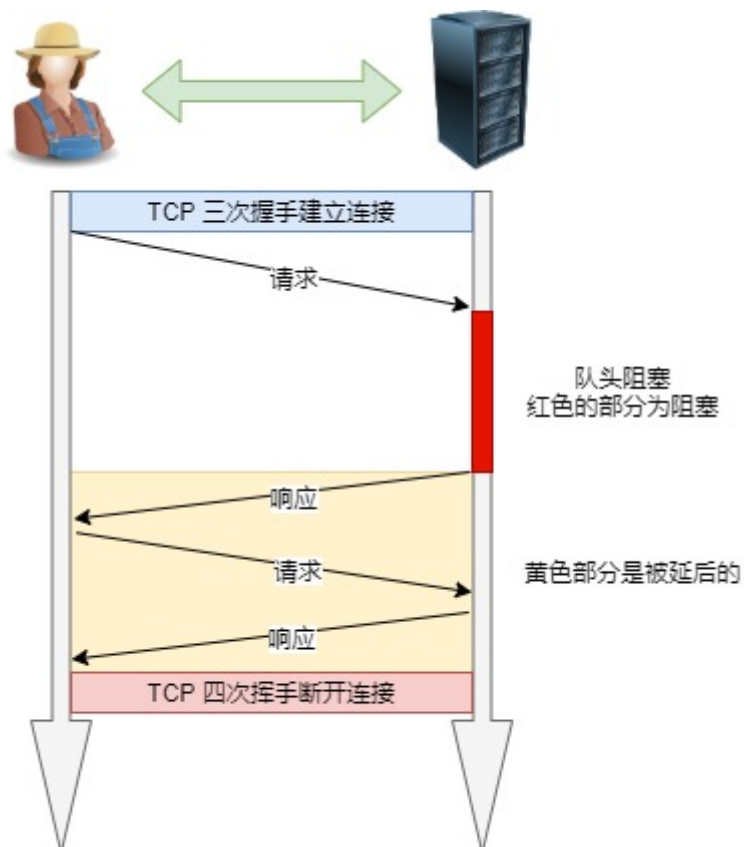 TCP 三次握手建立连接
请求
队头阻塞
红色的部分为阻塞
响应
请求
黄色部分是被延后的
响应
TCP 四次挥手断开连接